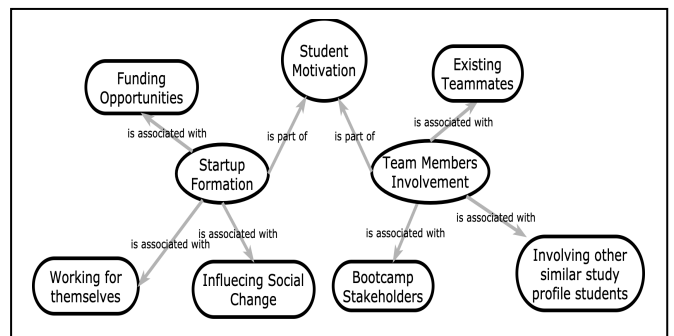 Student
Motivation
Funding
Opportunities
Existing
Teammates
is associated with
is associated with
is part of
is part of
Startup
Formation
Team Members
Involvement
is associated with
is associated with
is associated with
is associated with
Working for
themselves
Influecing Social
Change
Bootcamp
Stakeholders
Involving other
similar study
profile students